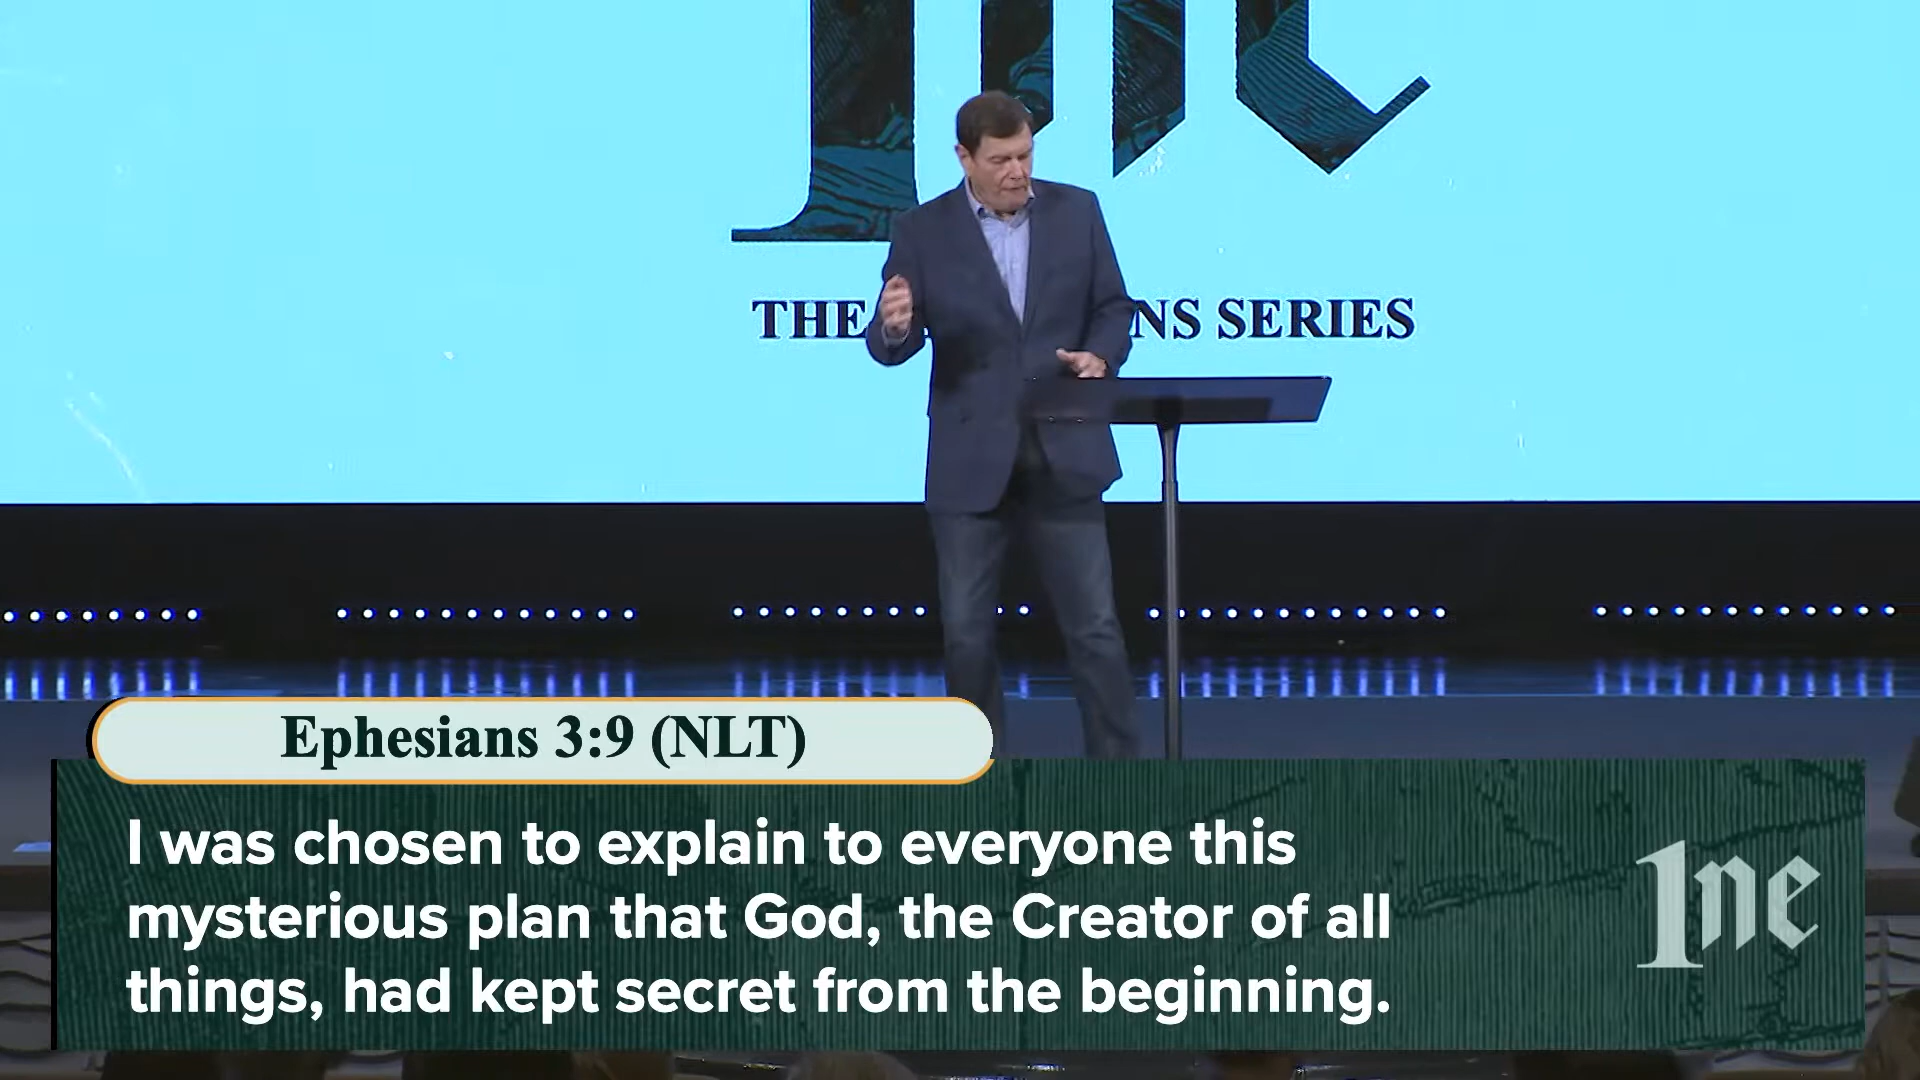 THE NS SERIES
Ephesians 3:9 (NLT)
I was chosen to explain to everyone this
mysterious plan that God, the Creator of all
things, had kept secret from the beginning.
1ne